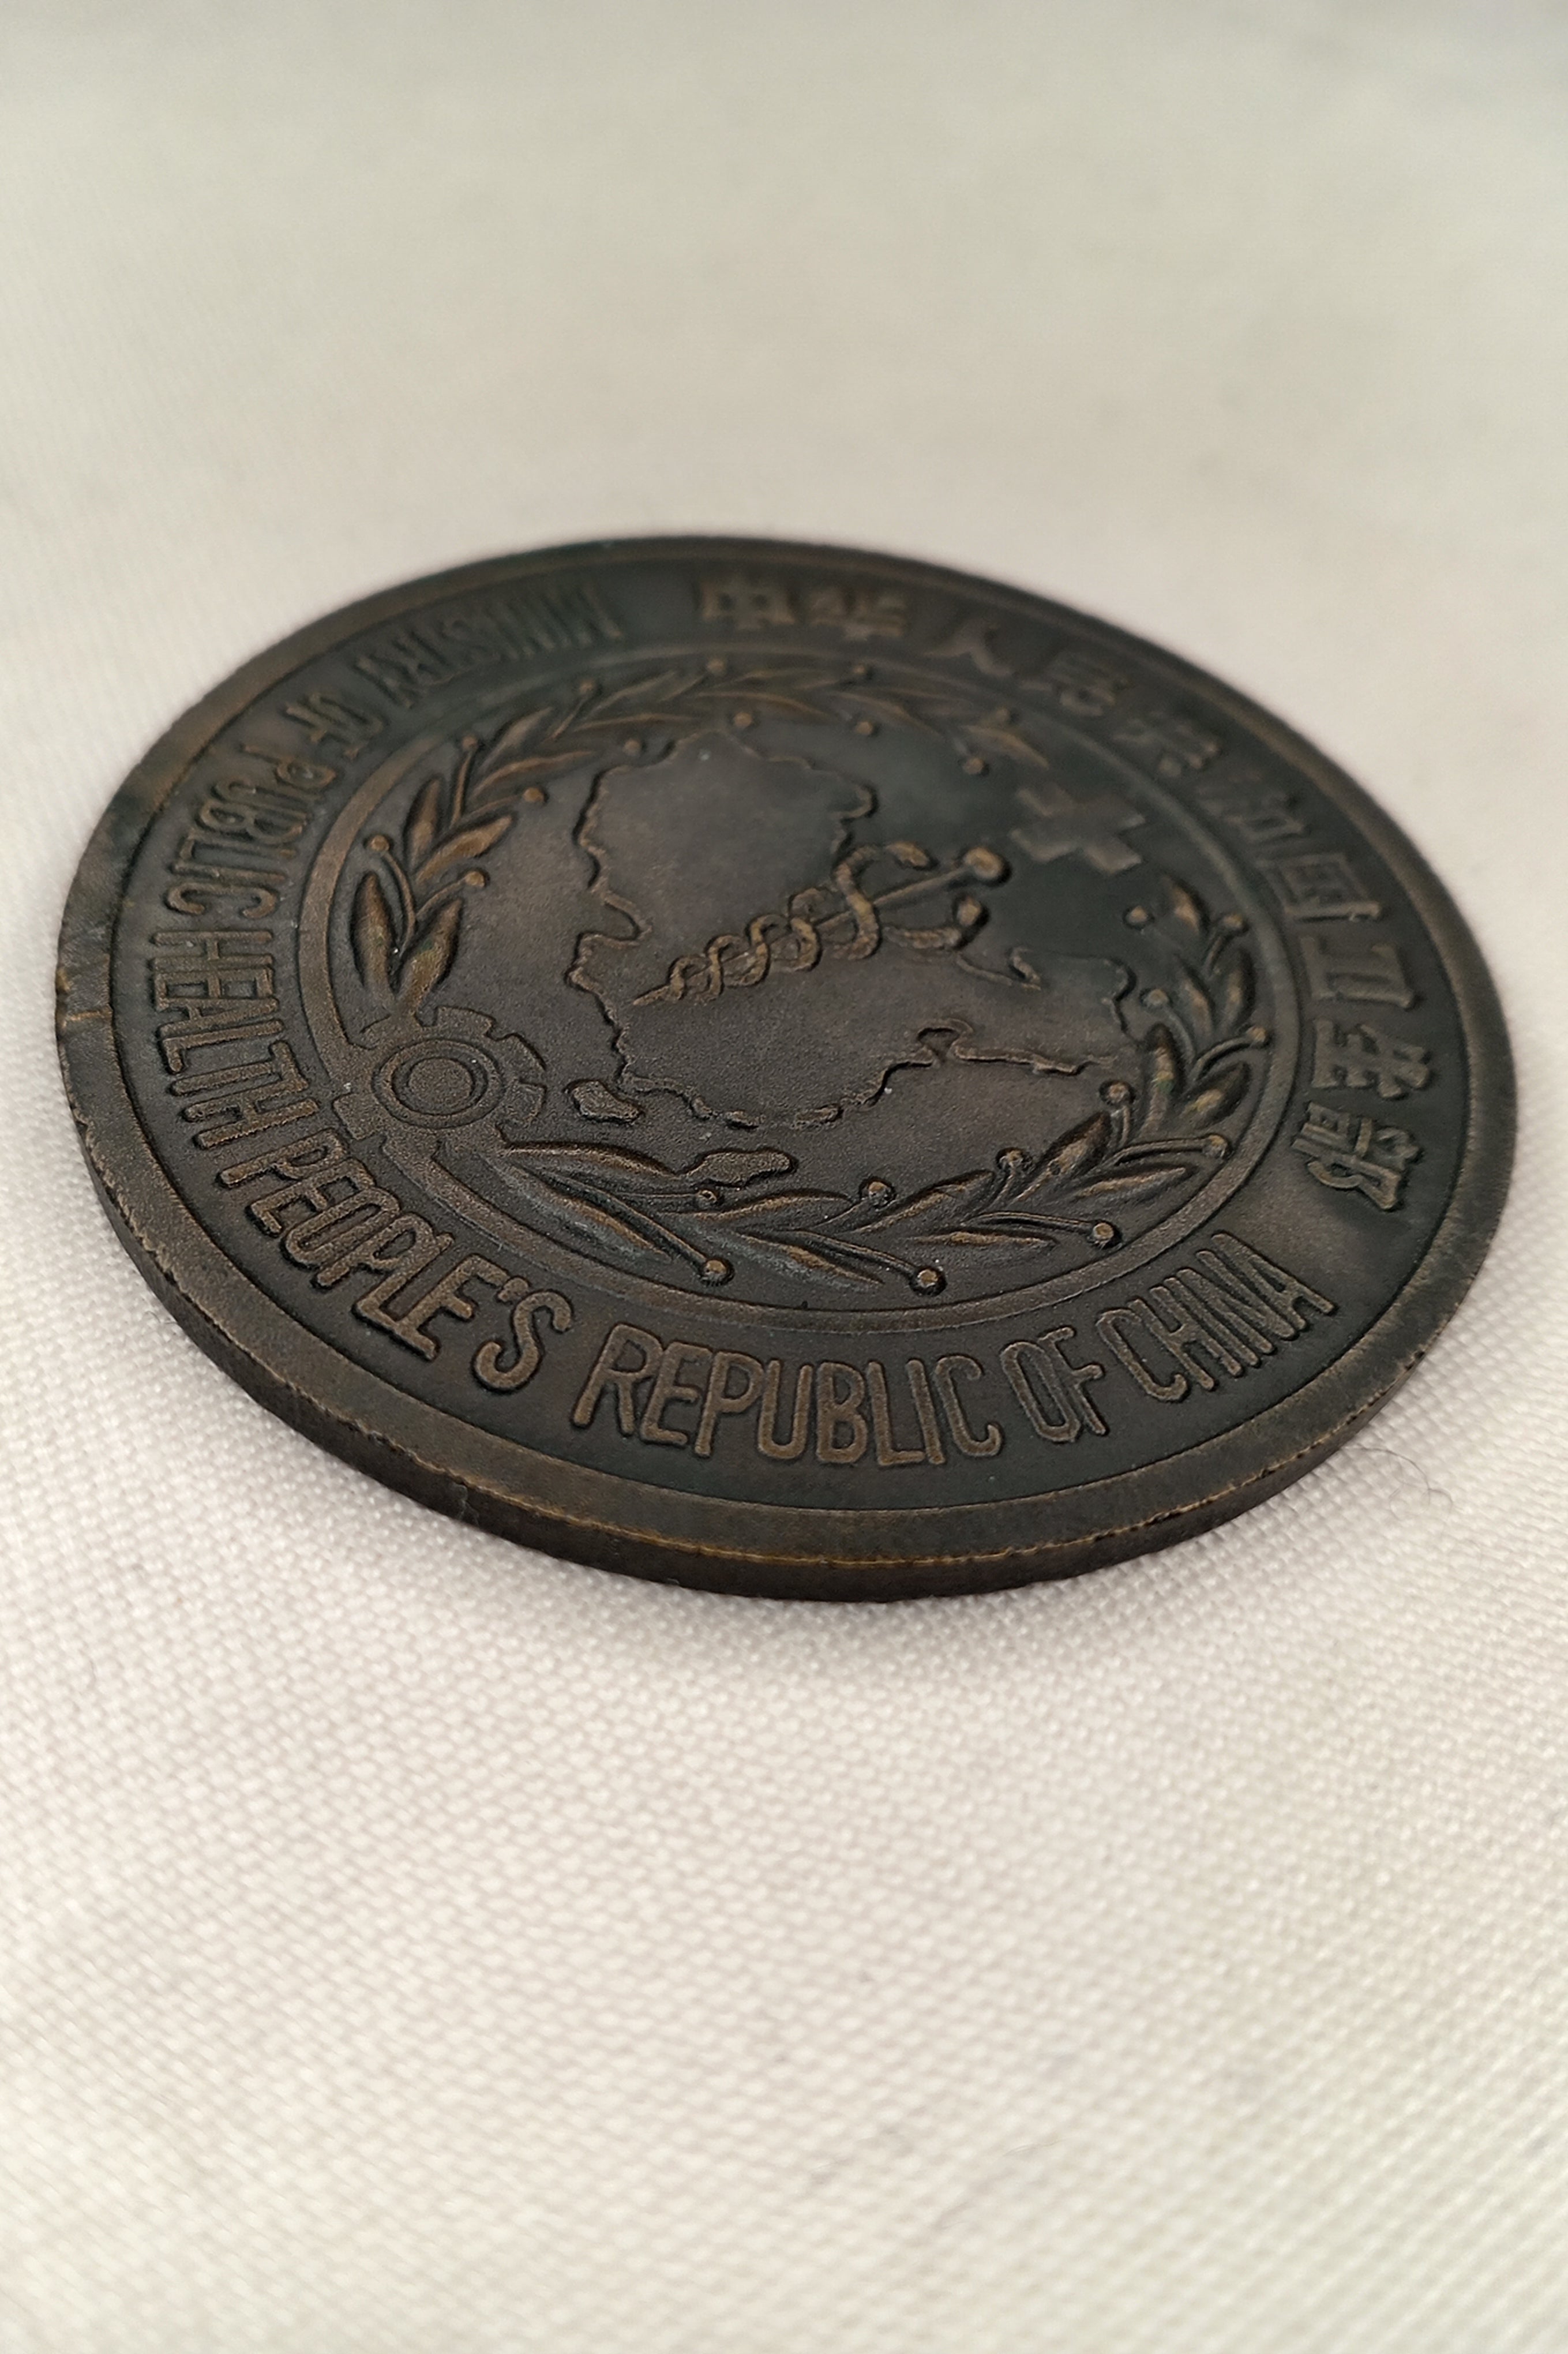 中华人民共和国卫生部
MINISTRY OF PUBLIC HEALTH PEOPLE'S REPUBLIC OF CHINA